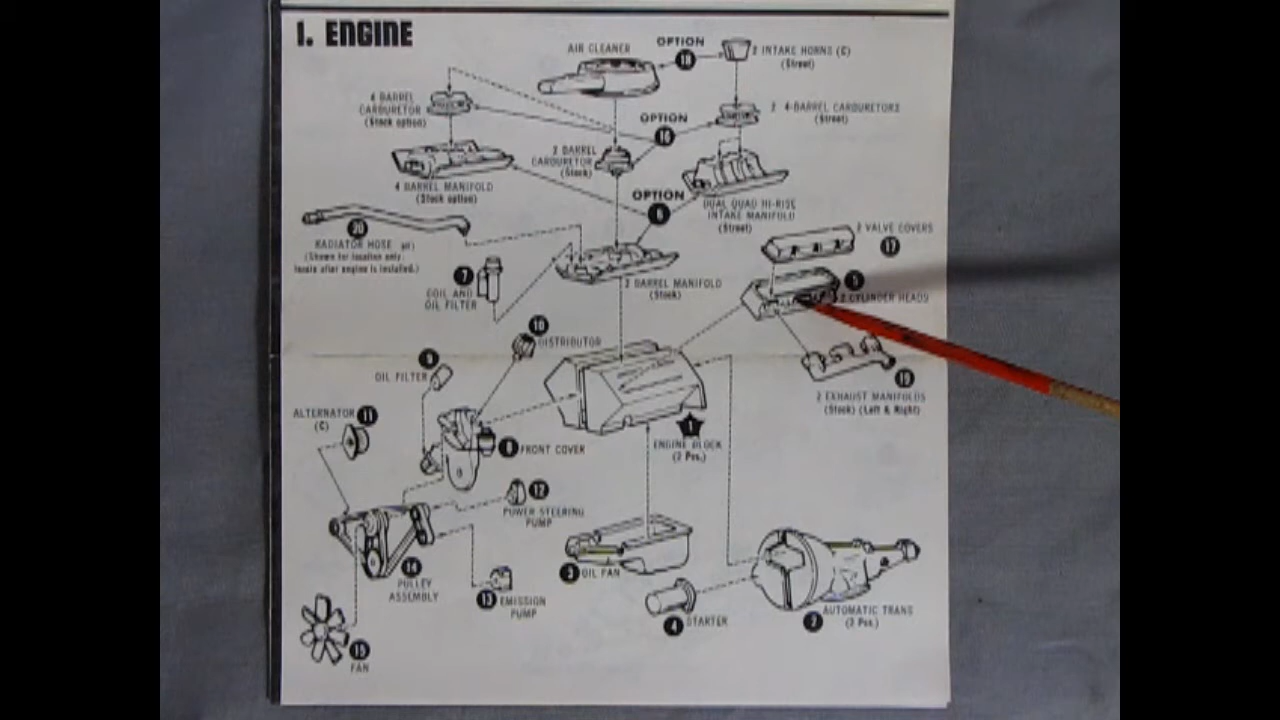 1. ENGINE
AIR CLEANER
OPTION
18
2 INTAKE HORNS (C)
(Street)
4 BARREL
CARBURETOR
(Stock option)
OPTION
16
2 4-BARREL CARBURETORS
(Street)
2 BARREL
CARBURETOR
(Stock)
4 BARREL MANIFOLD
(Stock option)
OPTION
6
DUAL QUAD HI-RISE
INTAKE MANIFOLD
(Street)
20
RADIATOR HOSE
(Shown for location only
locate after engine is installed.)
2 VALVE COVERS
17
7
COIL AND
OIL FILTER
2 BARREL MANIFOLD
(Stock)
5
2 CYLINDER HEADS
10
DISTRIBUTOR
9
OIL FILTER
19
2 EXHAUST MANIFOLDS
(Stock) (Left & Right)
ALTERNATOR 11
(C)
1
ENGINE BLOCK
(2 Pcs.)
8 FRONT COVER
12
POWER STEERING
PUMP
14
PULLEY
ASSEMBLY
3 OIL PAN
13 EMISSION
PUMP
4 STARTER
AUTOMATIC TRANS
2 (2 Pcs.)
15
FAN